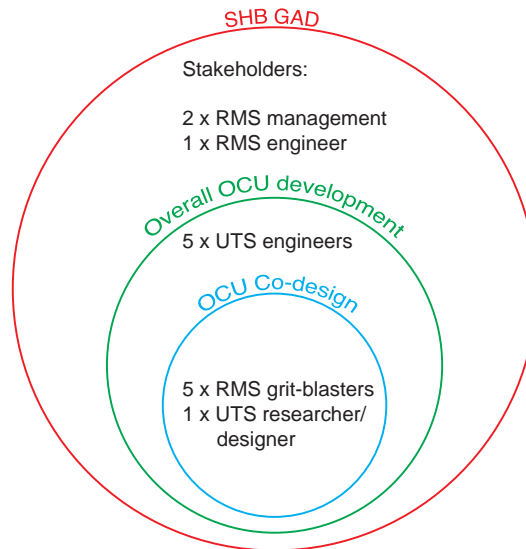 SHB GAD
Stakeholders:
2 x RMS management
1 x RMS engineer
Overall OCU development
5 x UTS engineers
OCU Co-design
5 x RMS grit-blasters
1 x UTS researcher/
designer